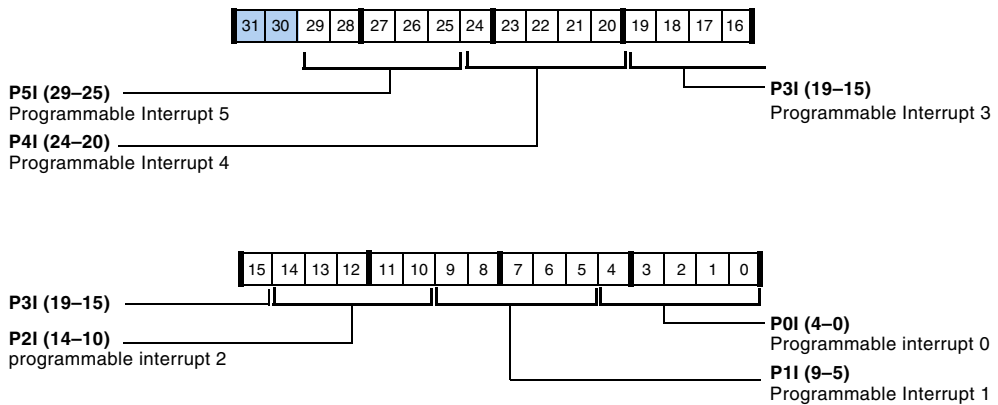 31 30 29 28 27 26 25 24 23 22 21 20 19 18 17 16
P5I (29–25)
Programmable Interrupt 5
P3I (19–15)
Programmable Interrupt 3
P4I (24–20)
Programmable Interrupt 4
15 14 13 12 11 10 9 8 7 6 5 4 3 2 1 0
P3I (19–15)
P2I (14–10)
programmable interrupt 2
P0I (4–0)
Programmable interrupt 0
P1I (9–5)
Programmable Interrupt 1